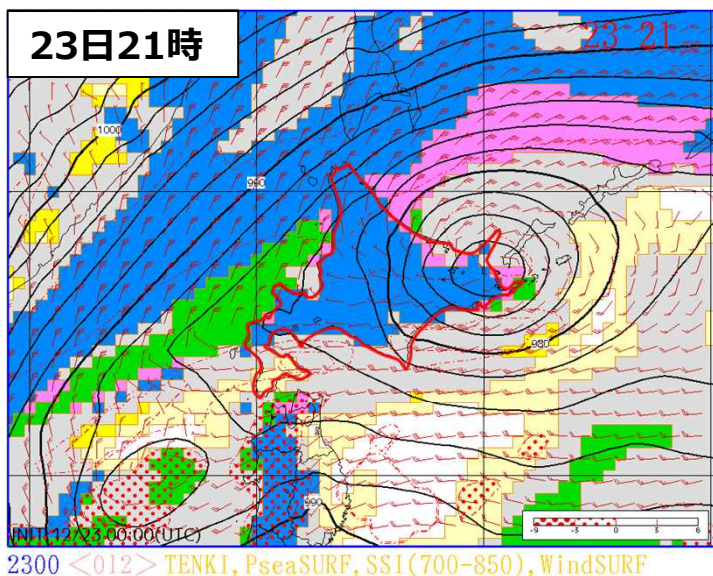 23日21時
23 21
1000
990
980
990
INIT:12/23.00:00(UTC)
-9 -6 -3 0 3 6
2300 <012> TENKI,PseaSURF,SSI(700-850),WindSURF